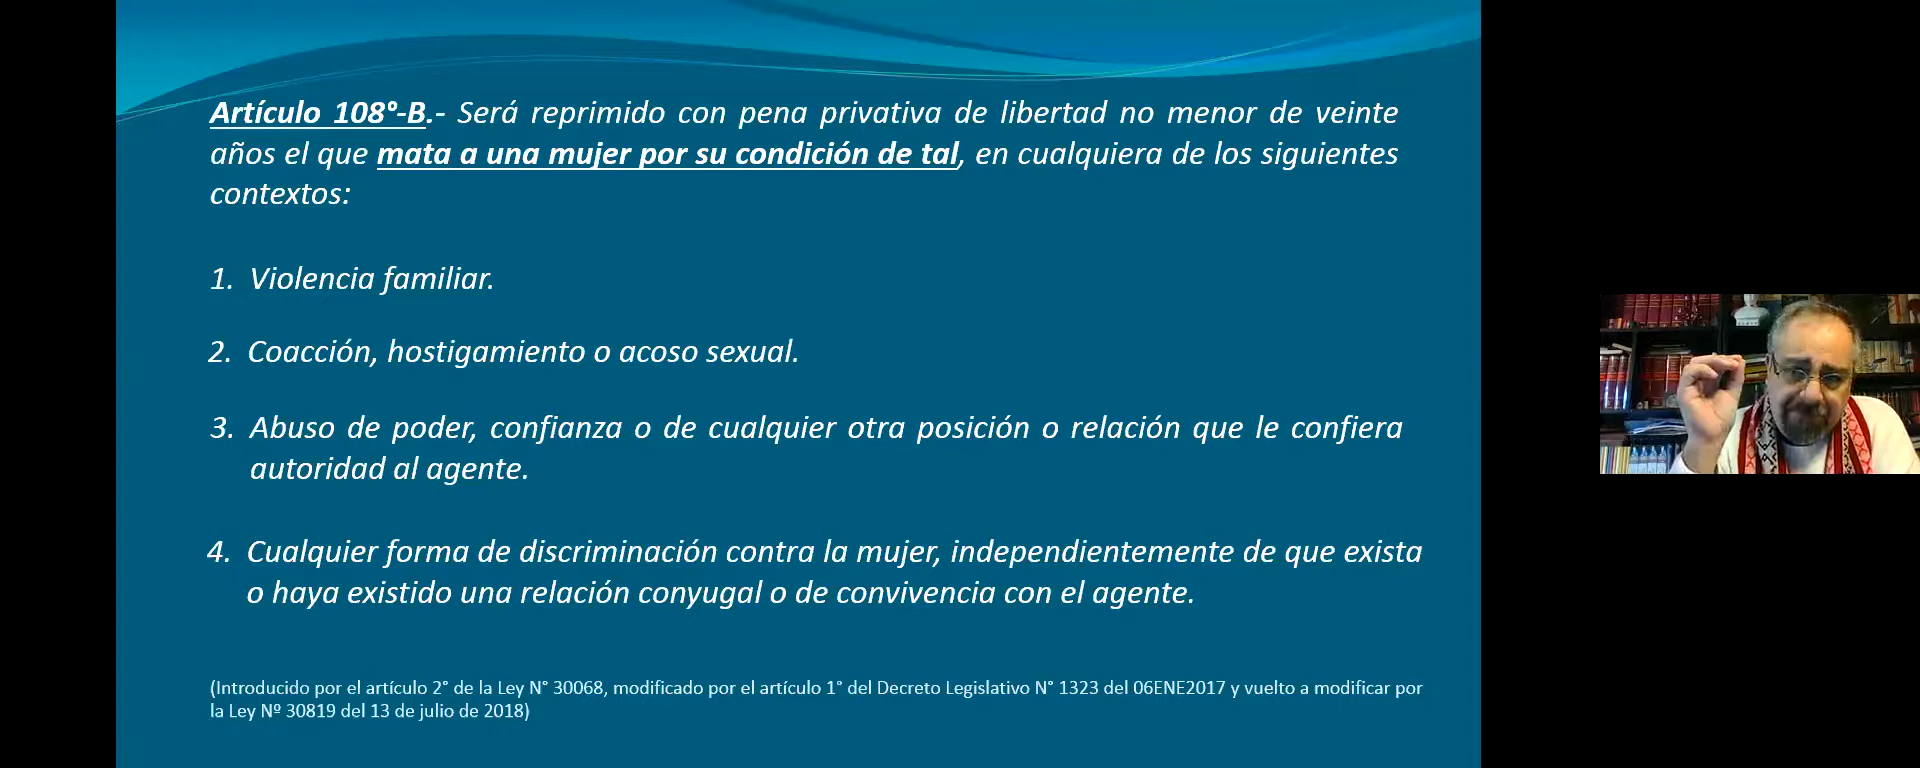 Artículo 108°-B.- Será reprimido con pena privativa de libertad no menor de veinte
años el que mata a una mujer por su condición de tal, en cualquiera de los siguientes
contextos:
1. Violencia familiar.
2. Coacción, hostigamiento o acoso sexual.
3. Abuso de poder, confianza o de cualquier otra posición o relación que le confiera
autoridad al agente.
4. Cualquier forma de discriminación contra la mujer, independientemente de que exista
o haya existido una relación conyugal o de convivencia con el agente.
(Introducido por el artículo 2° de la Ley N° 30068, modificado por el artículo 1° del Decreto Legislativo N° 1323 del 06ENE2017 y vuelto a modificar por
la Ley Nº 30819 del 13 de julio de 2018)